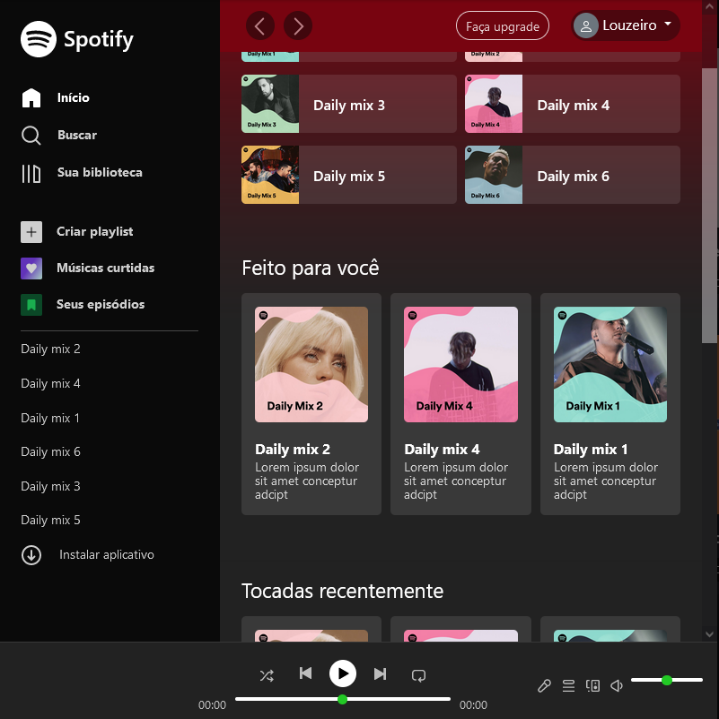 Spotify
Início
Buscar
Sua biblioteca
Criar playlist
Músicas curtidas
Seus episódios
Daily mix 2
Daily mix 4
Daily mix 1
Daily mix 6
Daily mix 3
Daily mix 5
Instalar aplicativo
Faça upgrade
Louzeiro
Daily Mix 3
Daily mix 3
Daily Mix 4
Daily mix 4
Daily Mix 5
Daily mix 5
Daily Mix 6
Daily mix 6
Feito para você
Daily Mix 2
Daily mix 2
Lorem ipsum dolor
sit amet conceptur
adcipt
Daily Mix 4
Daily mix 4
Lorem ipsum dolor
sit amet conceptur
adcipt
Daily Mix 1
Daily mix 1
Lorem ipsum dolor
sit amet conceptur
adcipt
Tocadas recentemente
00:00
00:00